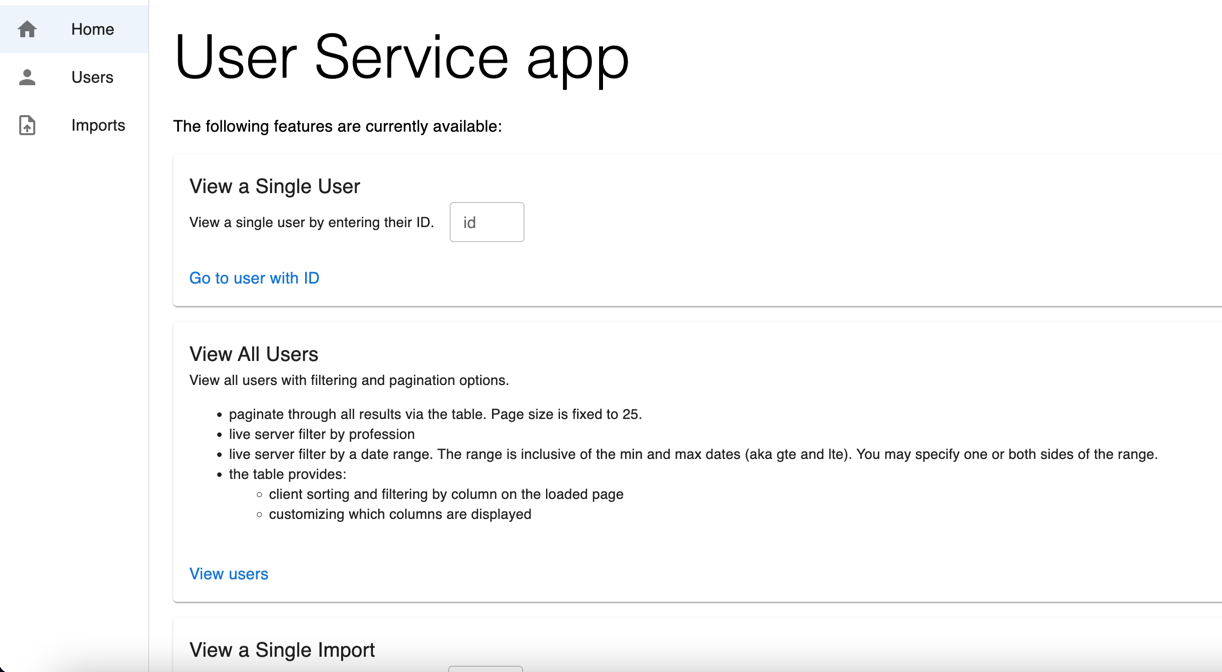 Home
Users
Imports
User Service app
The following features are currently available:
View a Single User
View a single user by entering their ID.
id
Go to user with ID
View All Users
View all users with filtering and pagination options.
paginate through all results via the table. Page size is fixed to 25.
live server filter by profession
live server filter by a date range. The range is inclusive of the min and max dates (aka gte and lte). You may specify one or both sides of the range.
the table provides:
client sorting and filtering by column on the loaded page
customizing which columns are displayed
View users
View a Single Import